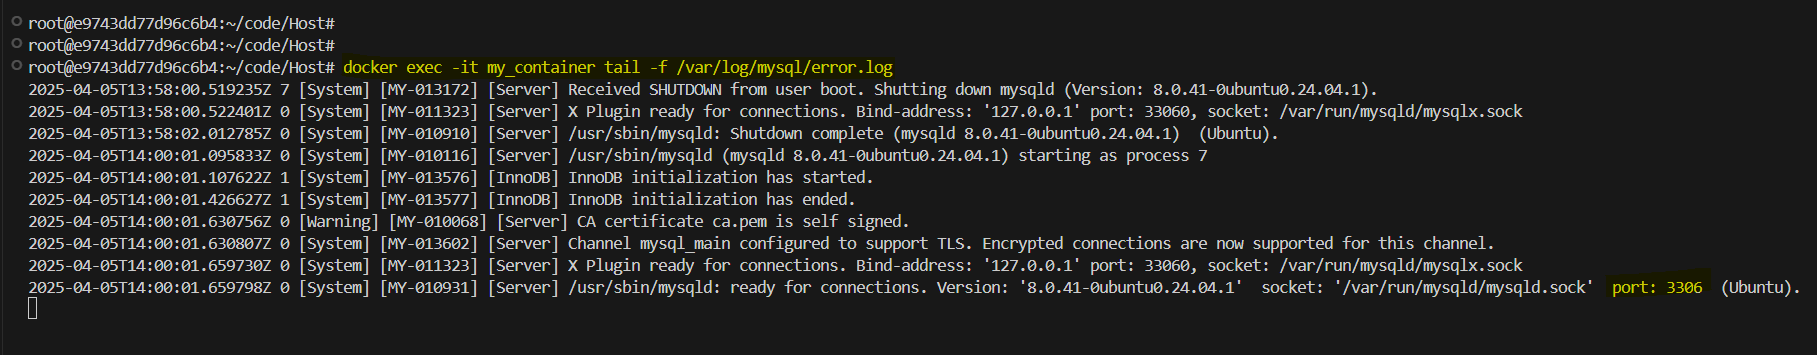 root@e9743dd77d96c6b4:~/code/Host#
root@e9743dd77d96c6b4:~/code/Host#
root@e9743dd77d96c6b4:~/code/Host# docker exec -it my_container tail -f /var/log/mysql/error.log
2025-04-05T13:58:00.519235Z 7 [System] [MY-013172] [Server] Received SHUTDOWN from user boot. Shutting down mysqld (Version: 8.0.41-0ubuntu0.24.04.1).
2025-04-05T13:58:00.522401Z 0 [System] [MY-011323] [Server] X Plugin ready for connections. Bind-address: '127.0.0.1' port: 33060, socket: /var/run/mysqld/mysqlx.sock
2025-04-05T13:58:02.012785Z 0 [System] [MY-010910] [Server] /usr/sbin/mysqld: Shutdown complete (mysqld 8.0.41-0ubuntu0.24.04.1)  (Ubuntu).
2025-04-05T14:00:01.095833Z 0 [System] [MY-010116] [Server] /usr/sbin/mysqld (mysqld 8.0.41-0ubuntu0.24.04.1) starting as process 7
2025-04-05T14:00:01.107622Z 1 [System] [MY-013576] [InnoDB] InnoDB initialization has started.
2025-04-05T14:00:01.426627Z 1 [System] [MY-013577] [InnoDB] InnoDB initialization has ended.
2025-04-05T14:00:01.630756Z 0 [Warning] [MY-010068] [Server] CA certificate ca.pem is self signed.
2025-04-05T14:00:01.630807Z 0 [System] [MY-013602] [Server] Channel mysql_main configured to support TLS. Encrypted connections are now supported for this channel.
2025-04-05T14:00:01.659730Z 0 [System] [MY-011323] [Server] X Plugin ready for connections. Bind-address: '127.0.0.1' port: 33060, socket: /var/run/mysqld/mysqlx.sock
2025-04-05T14:00:01.659798Z 0 [System] [MY-010931] [Server] /usr/sbin/mysqld: ready for connections. Version: '8.0.41-0ubuntu0.24.04.1'  socket: '/var/run/mysqld/mysqld.sock'  port: 3306  (Ubuntu).